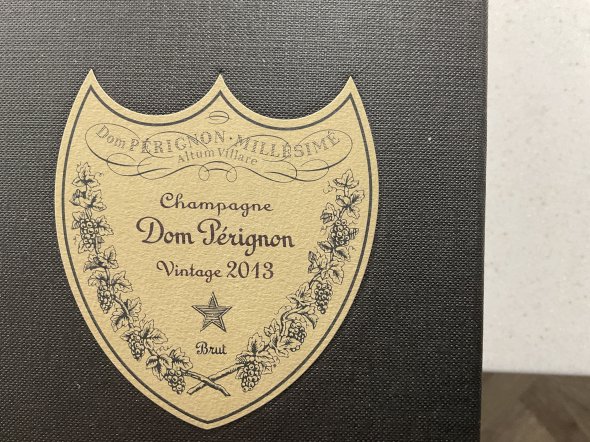 Dom PÉRIGNON · MILLÉSIMÉ
Altum Villare
Champagne
Dom Pérignon
Vintage 2013
Brut